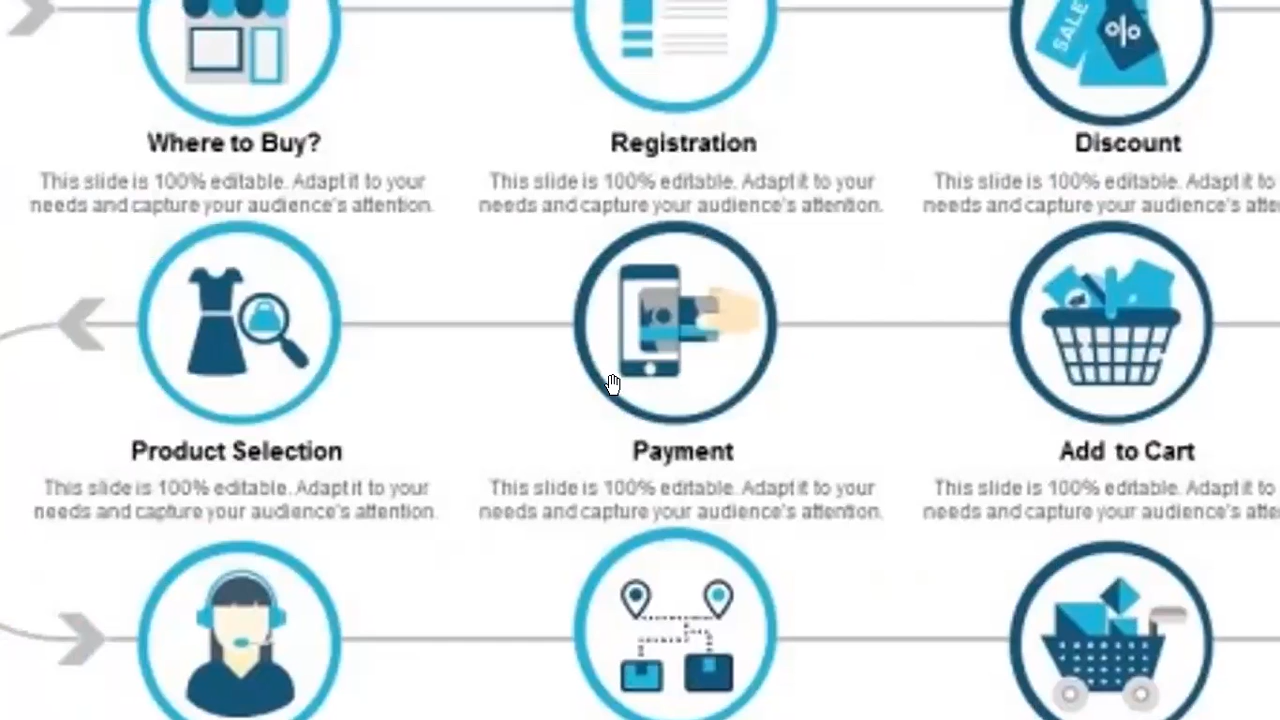 SALE
%
Where to Buy?
Registration
Discount
This slide is 100% editable. Adapt it to your
needs and capture your audience's attention.
This slide is 100% editable. Adapt it to your
needs and capture your audience's attention.
This slide is 100% editable. Adapt it to
needs and capture your audience's atte
Product Selection
Payment
Add to Cart
This slide is 100% editable. Adapt it to your
needs and capture your audience's attention.
This slide is 100% editable. Adapt it to your
needs and capture your audience's attention.
This slide is 100% editable. Adapt it to
needs and capture your audience's atte